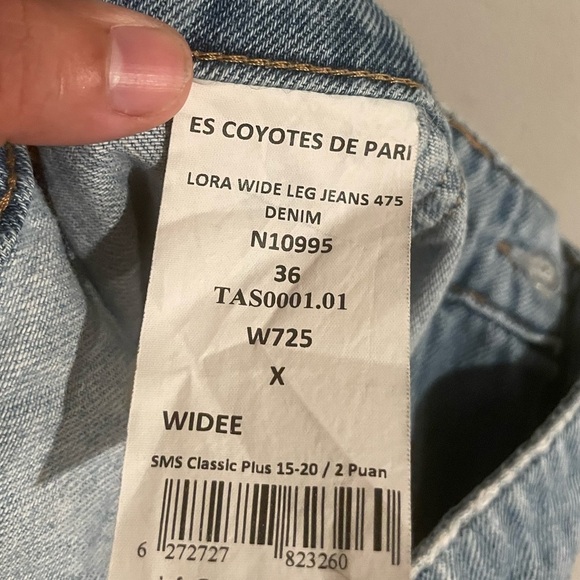 ES COYOTES DE PARI
LORA WIDE LEG JEANS 475
DENIM
N10995
36
TAS0001.01
W725
X
WIDEE
SMS Classic Plus 15-20 / 2 Puan
6 272727 823260